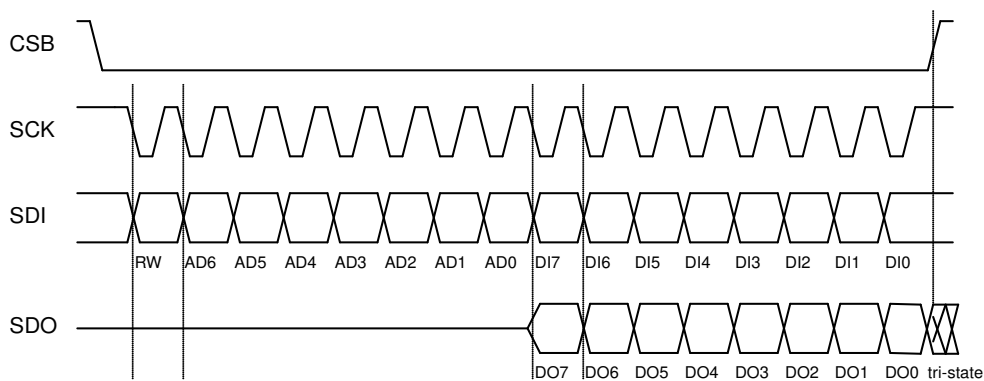 CSB
SCK
SDI
RW AD6 AD5 AD4 AD3 AD2 AD1 AD0 DI7 DI6 DI5 DI4 DI3 DI2 DI1 DI0
SDO
DO7 DO6 DO5 DO4 DO3 DO2 DO1 DO0 tri-state